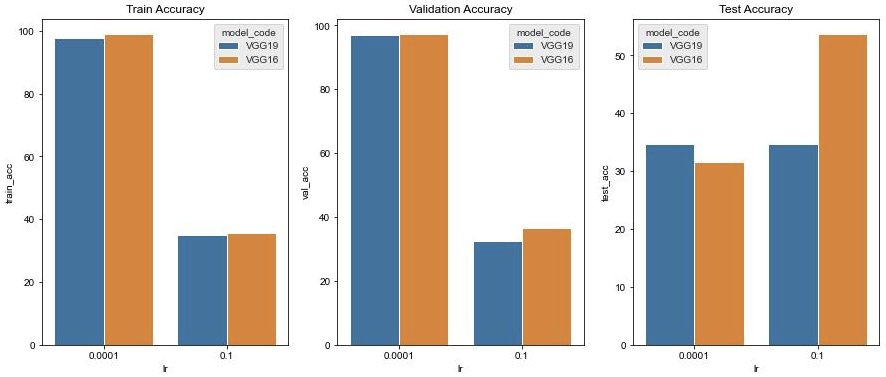 Train Accuracy
train_acc
100
80
60
40
20
0
model_code
VGG19
VGG16
0.0001
0.1
lr
Validation Accuracy
val_acc
100
80
60
40
20
0
model_code
VGG19
VGG16
0.0001
0.1
lr
Test Accuracy
test_acc
50
40
30
20
10
0
model_code
VGG19
VGG16
0.0001
0.1
lr